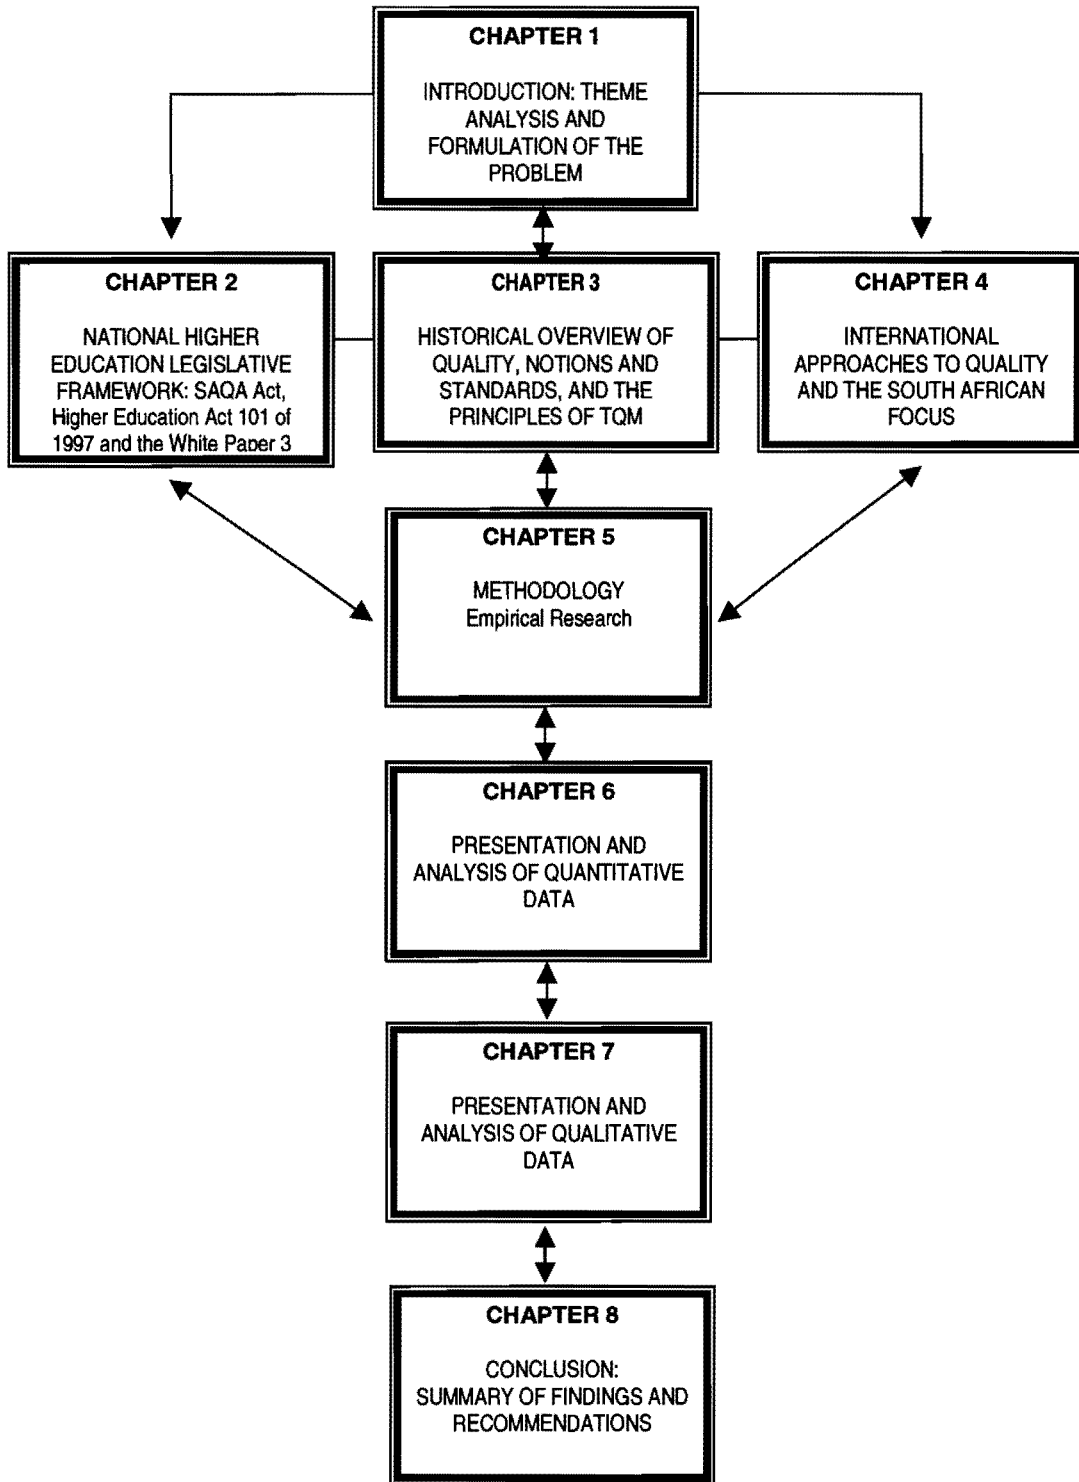 CHAPTER 1
INTRODUCTION: THEME
ANALYSIS AND
FORMULATION OF THE
PROBLEM
CHAPTER 2
NATIONAL HIGHER
EDUCATION LEGISLATIVE
FRAMEWORK: SAQA Act,
Higher Education Act 101 of
1997 and the White Paper 3
CHAPTER 3
HISTORICAL OVERVIEW OF
QUALITY, NOTIONS AND
STANDARDS, AND THE
PRINCIPLES OF TQM
CHAPTER 4
INTERNATIONAL
APPROACHES TO QUALITY
AND THE SOUTH AFRICAN
FOCUS
CHAPTER 5
METHODOLOGY
Empirical Research
CHAPTER 6
PRESENTATION AND
ANALYSIS OF QUANTITATIVE
DATA
CHAPTER 7
PRESENTATION AND
ANALYSIS OF QUALITATIVE
DATA
CHAPTER 8
CONCLUSION:
SUMMARY OF FINDINGS AND
RECOMMENDATIONS